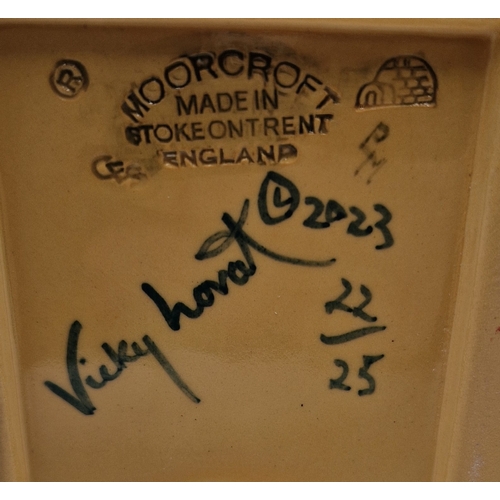 ®
MOORCROFT
MADE IN
STOKE ON TRENT
ENGLAND
Vicky Lovatt © 2023
22/25